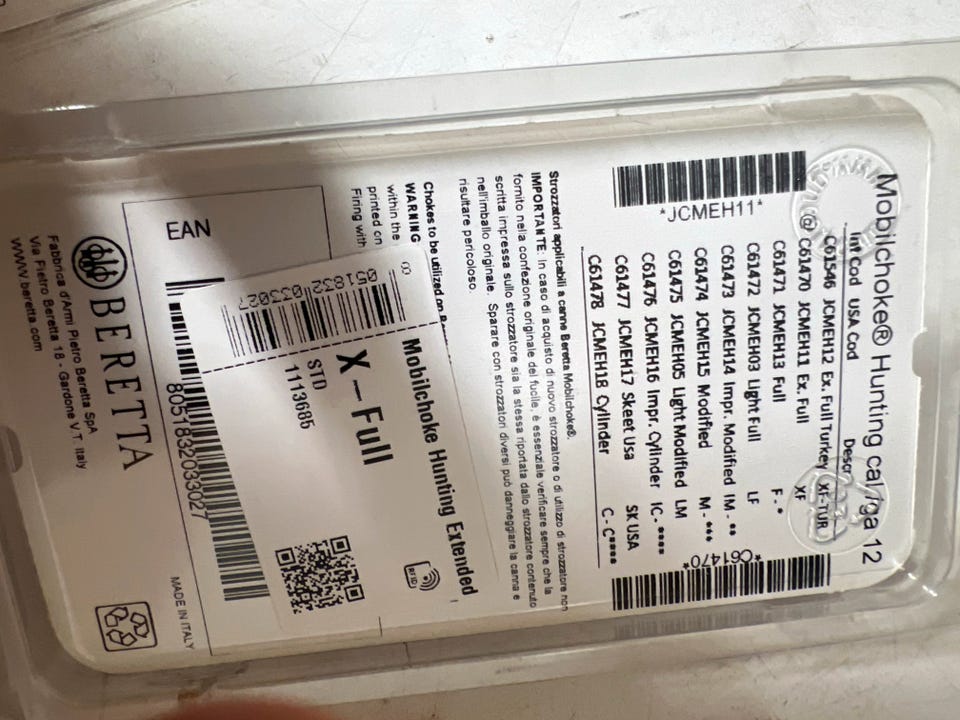 Mobilchoke® Hunting cal/ga 12
Int Cod USA Cod Descr
C61546 JCMEH12 Ex. Full Turkey XF-TUR
@ C61470 JCMEH11 Ex. Full XF
C61471 JCMEH13 Full F - *
C61472 JCMEH03 Light Full LF
C61473 JCMEH14 Impr. Modified IM - **
C61474 JCMEH15 Modified M - ***
C61475 JCMEH05 Light Modified LM
C61476 JCMEH16 Impr. Cylinder IC - ****
C61477 JCMEH17 Skeet Usa SK USA
C61478 JCMEH18 Cylinder C - C****
*JCMEH11*
*C61470*
Strozzatori applicabili a canne Beretta Mobilchoke®.
IMPORTANTE: In caso di acquisto di nuovo strozzatore o di utilizzo di strozzatore non
fornito nella confezione originale del fucile, è essenziale verificare sempre che la
scritta impressa sullo strozzatore sia la stessa riportata dallo strozzatore contenuto
nell'imballo originale. Sparare con strozzatori diversi può danneggiare la canna e
risultare pericoloso.
Chokes to be utilized on
WARNING
within the
printed on
Firing with
Mobilchoke Hunting Extended
RFID
X-Full
STD
1113685
8
051832
033027
EAN
8051832033027
MADE IN ITALY
BERETTA
Fabbrica d'Armi Pietro Beretta SpA
Via Pietro Beretta 18 - Gardone V.T. Italy
www.beretta.com